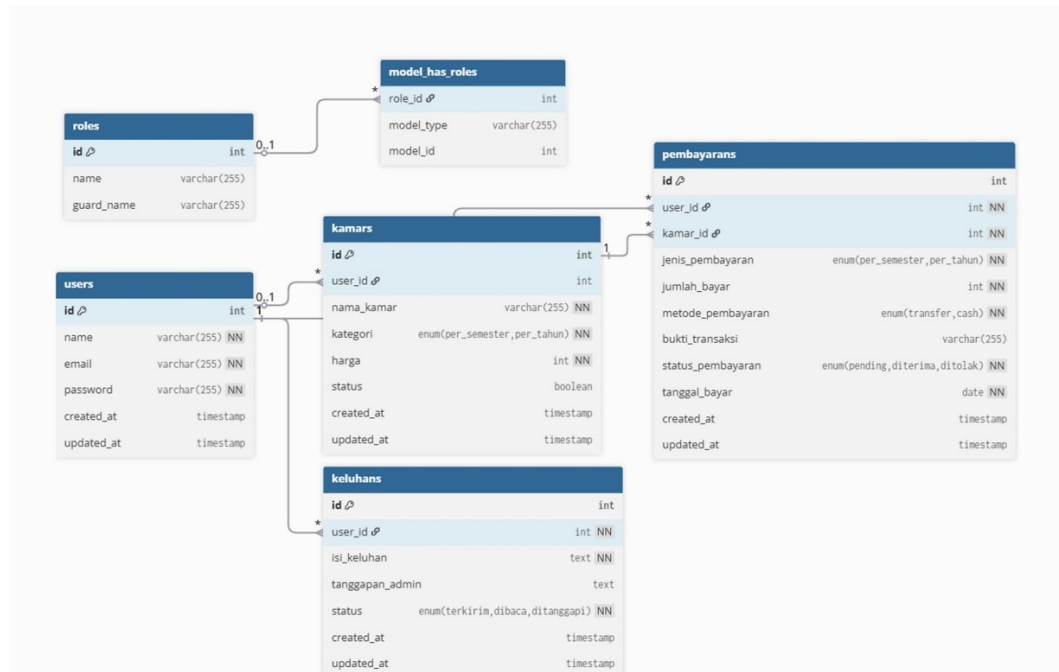 model_has_roles
role_id int
model_type varchar(255)
model_id int
roles
id int
name varchar(255)
guard_name varchar(255)
0..1
*
pembayarans
id int
user_id int NN
kamar_id int NN
jenis_pembayaran enum(per_semester,per_tahun) NN
jumlah_bayar int NN
metode_pembayaran enum(transfer,cash) NN
bukti_transaksi varchar(255)
status_pembayaran enum(pending,diterima,ditolak) NN
tanggal_bayar date NN
created_at timestamp
updated_at timestamp
*
*
kamars
id int
user_id int
nama_kamar varchar(255) NN
kategori enum(per_semester,per_tahun) NN
harga int NN
status boolean
created_at timestamp
updated_at timestamp
1
*
users
id int
name varchar(255) NN
email varchar(255) NN
password varchar(255) NN
created_at timestamp
updated_at timestamp
0..1
1
keluhans
id int
user_id int NN
isi_keluhan text NN
tanggapan_admin text
status enum(terkirim,dibaca,ditanggapi) NN
created_at timestamp
updated_at timestamp
*